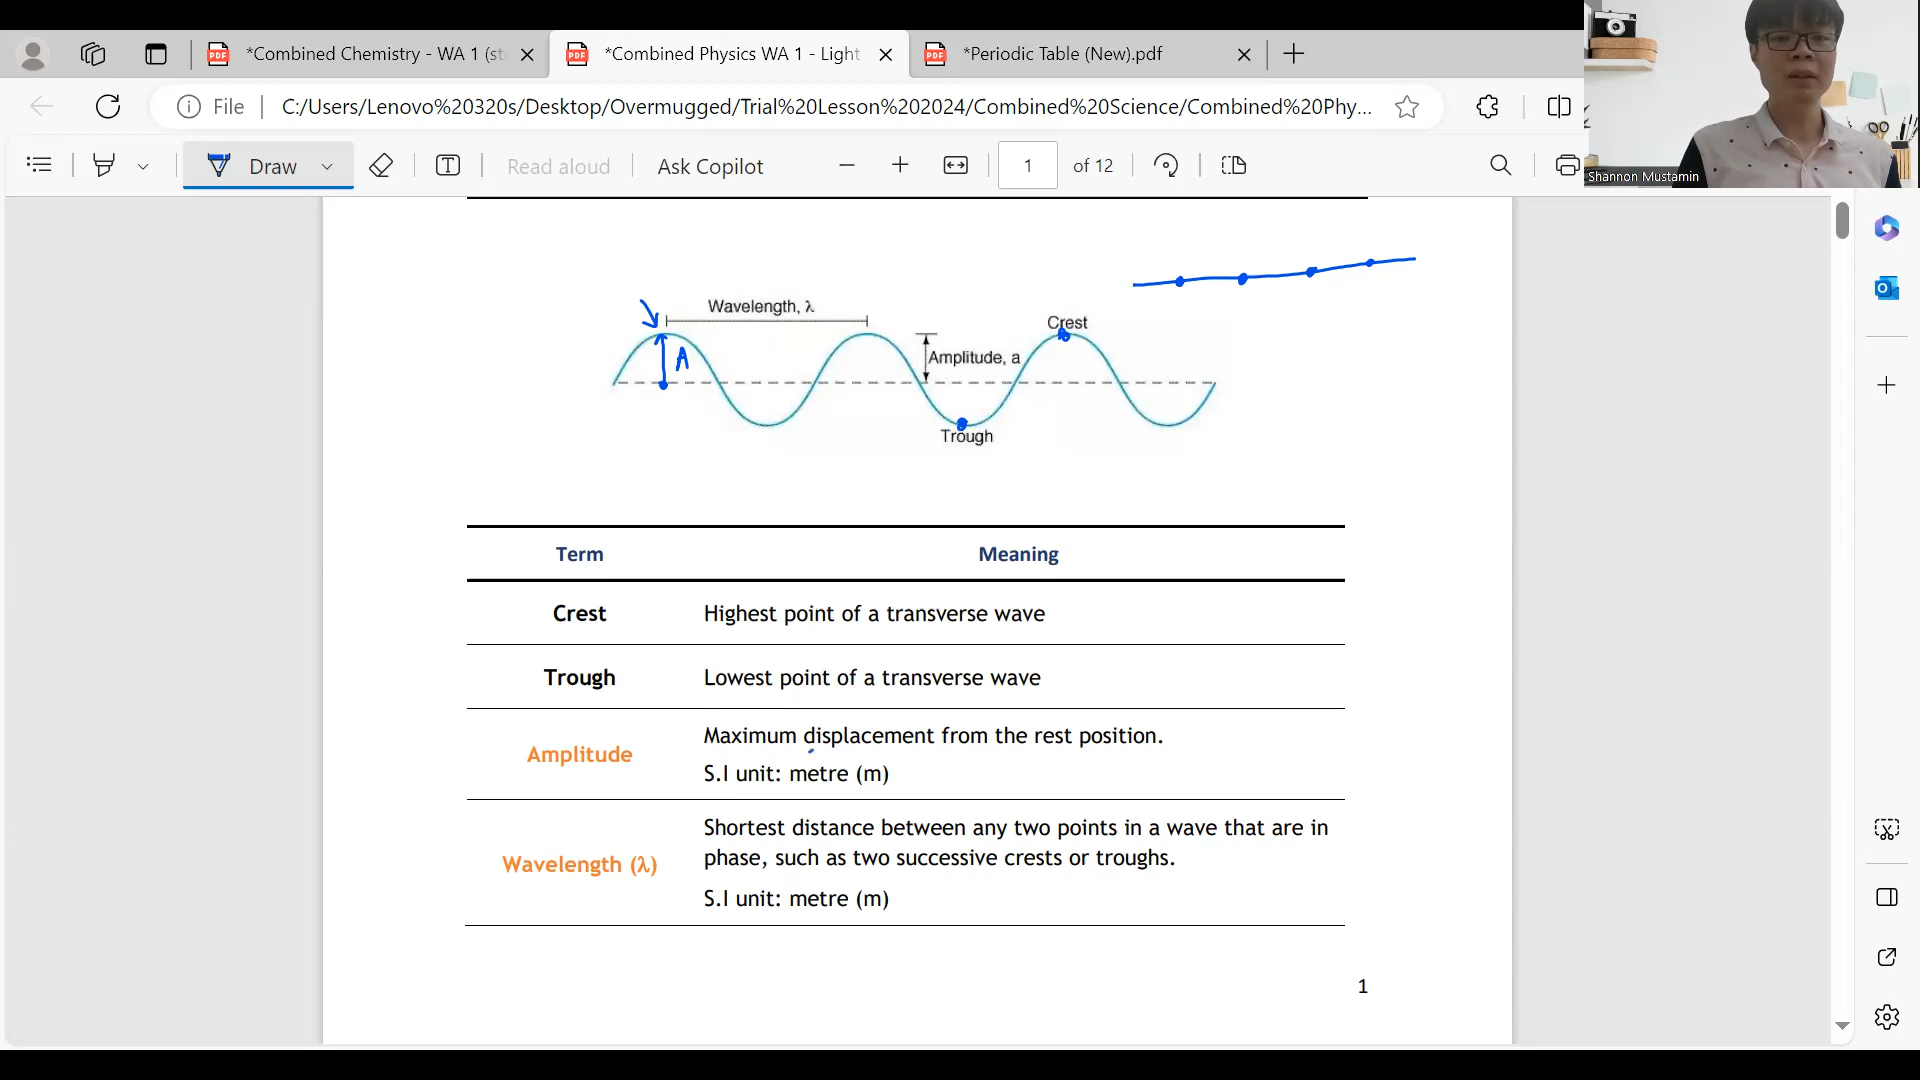 *Combined Chemistry - WA 1 (st
*Combined Physics WA 1 - Light
*Periodic Table (New).pdf
File
C:/Users/Lenovo%20320s/Desktop/Overmugged/Trial%20Lesson%202024/Combined%20Science/Combined%20Phy...
Draw
Read aloud
Ask Copilot
1
of 12
Shannon Mustamin
Wavelength, λ
Crest
A
Amplitude, a
Trough
Term
Meaning
Crest
Highest point of a transverse wave
Trough
Lowest point of a transverse wave
Amplitude
Maximum displacement from the rest position.
S.I unit: metre (m)
Wavelength (λ)
Shortest distance between any two points in a wave that are in
phase, such as two successive crests or troughs.
S.I unit: metre (m)
1